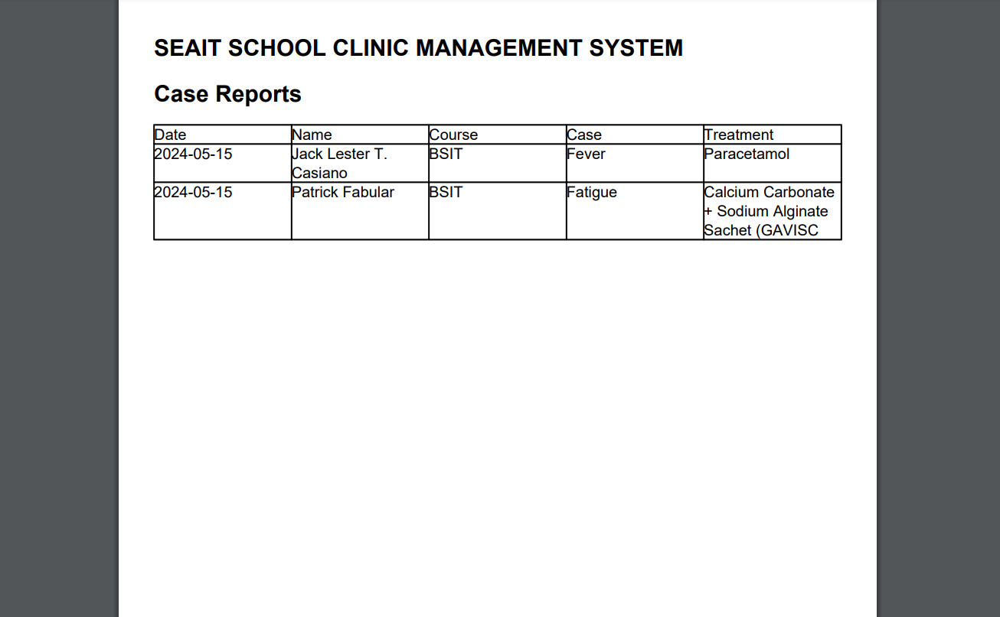 SEAIT SCHOOL CLINIC MANAGEMENT SYSTEM
Case Reports
Date Name Course Case Treatment
2024-05-15 Jack Lester T. BSIT Fever Paracetamol
Casiano
2024-05-15 Patrick Fabular BSIT Fatigue Calcium Carbonate
+ Sodium Alginate
Sachet (GAVISC